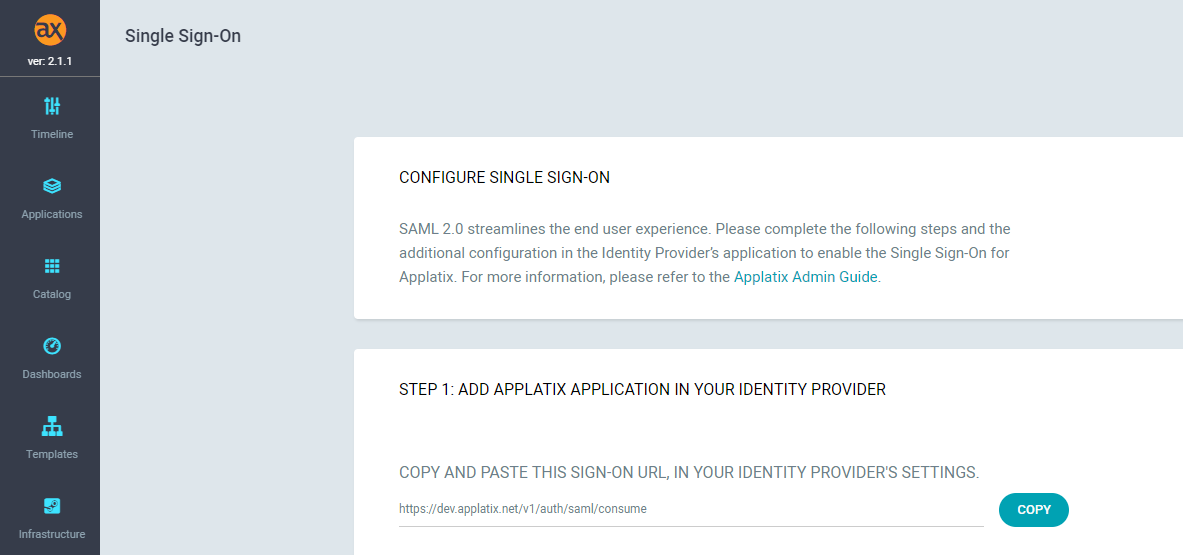 ax
ver: 2.1.1
Timeline
Applications
Catalog
Dashboards
Templates
Infrastructure
Single Sign-On
CONFIGURE SINGLE SIGN-ON
SAML 2.0 streamlines the end user experience. Please complete the following steps and the
additional configuration in the Identity Provider's application to enable the Single Sign-On for
Applatix. For more information, please refer to the Applatix Admin Guide.
STEP 1: ADD APPLATIX APPLICATION IN YOUR IDENTITY PROVIDER
COPY AND PASTE THIS SIGN-ON URL, IN YOUR IDENTITY PROVIDER'S SETTINGS.
https://dev.applatix.net/v1/auth/saml/consume
COPY